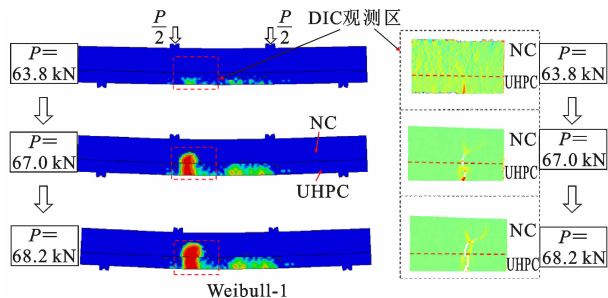 P/2 P/2 DIC观测区
P=
63.8 kN
NC
UHPC
P=
63.8 kN
P=
67.0 kN
NC
UHPC
NC
UHPC
P=
67.0 kN
P=
68.2 kN
NC
UHPC
P=
68.2 kN
Weibull-1